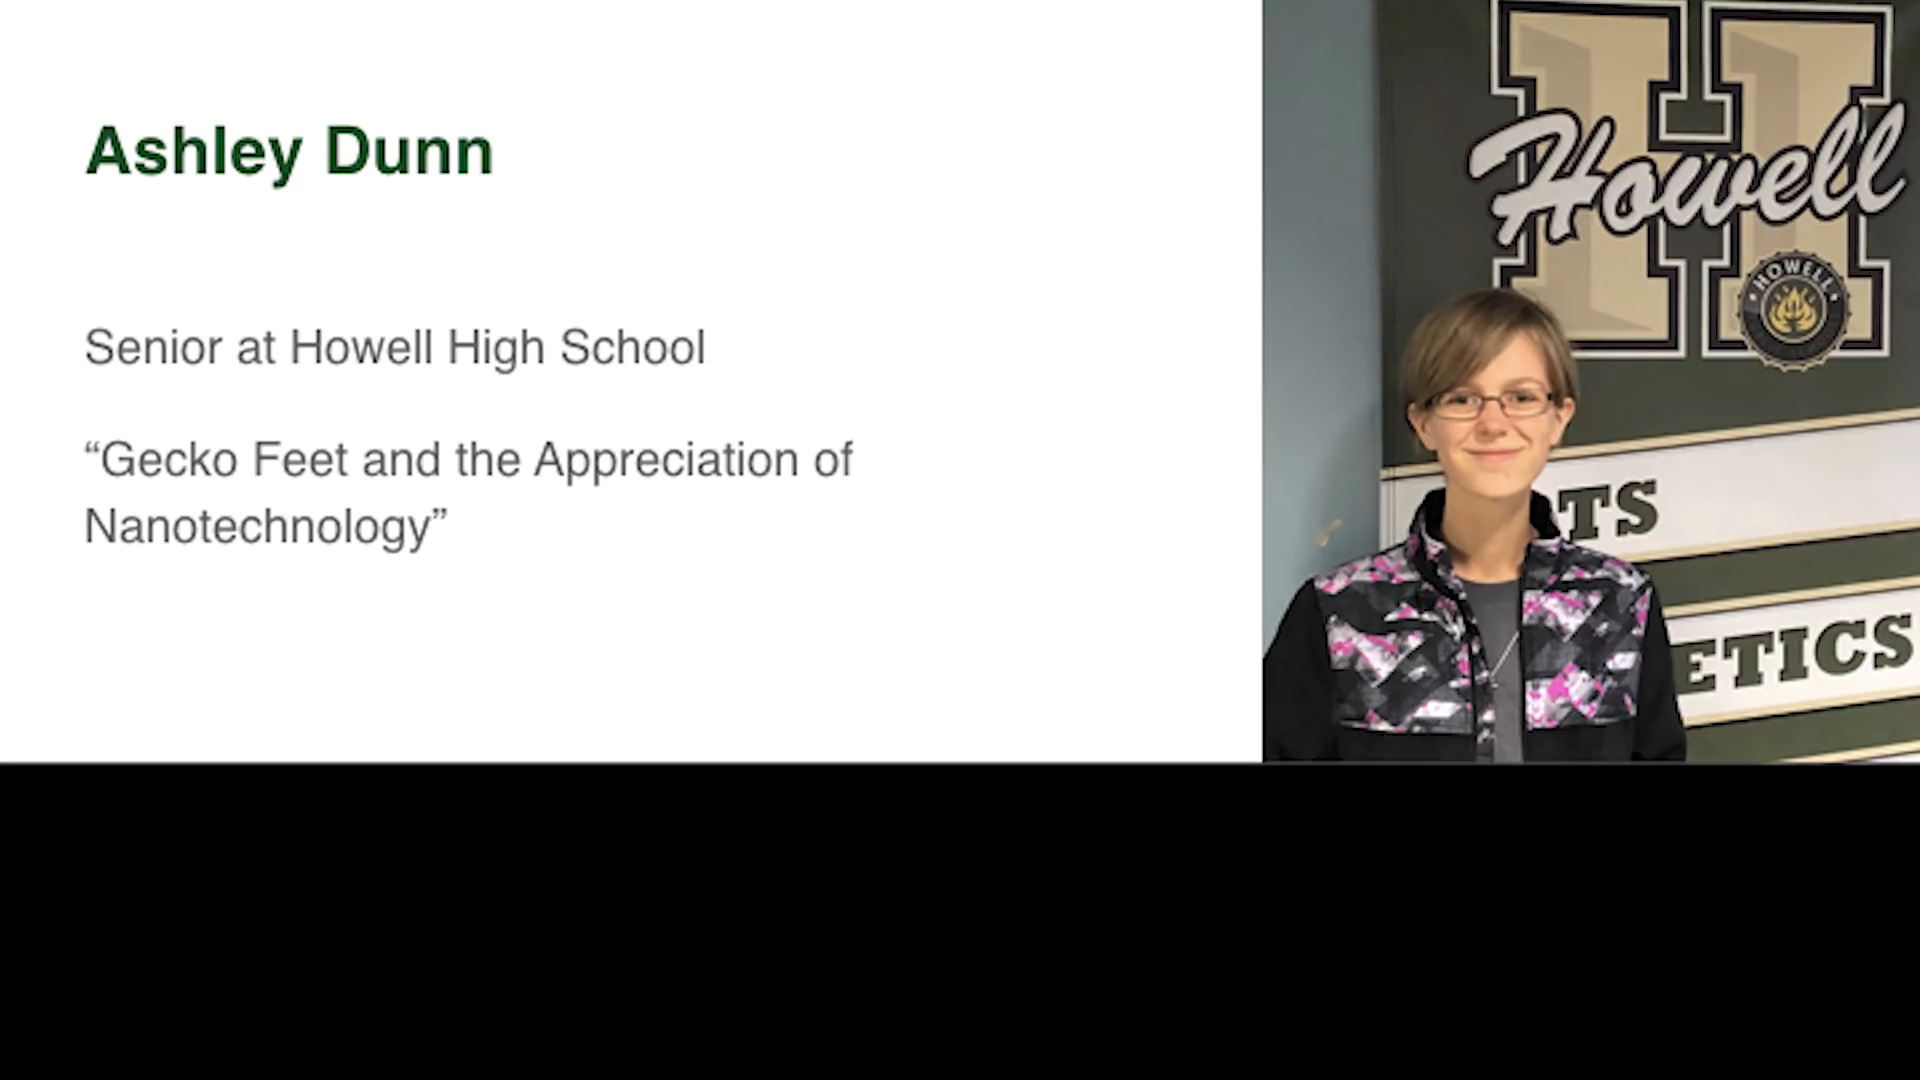 Ashley Dunn
Senior at Howell High School
“Gecko Feet and the Appreciation of
Nanotechnology”
Howell
HOWELL
TS
ETICS